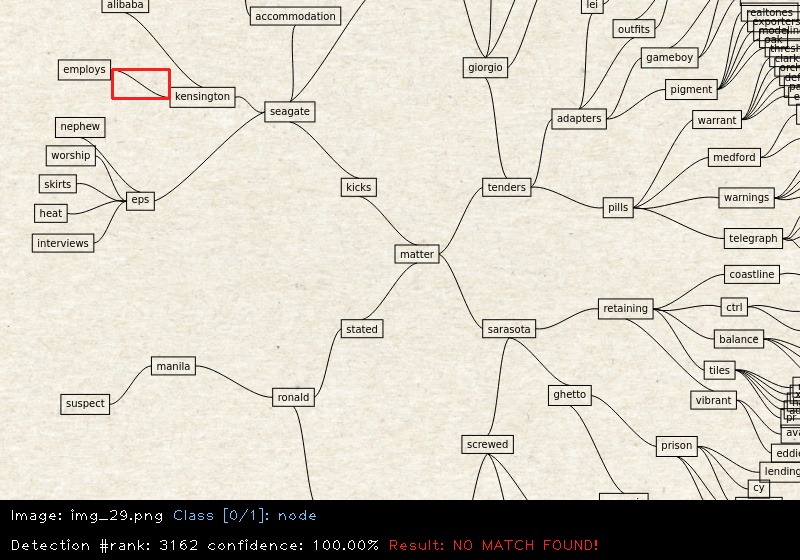 alibaba
accommodation
lei
realtones
exporters
outfits
gameboy
giorgio
employs
kensington
pigment
seagate
adapters
warrant
nephew
worship
medford
skirts
kicks
tenders
eps
pills
warnings
heat
interviews
telegraph
matter
coastline
retaining
ctrl
stated
sarasota
balance
manila
tiles
ghetto
ronald
suspect
vibrant
screwed
prison
lending
cy
Image: img_29.png Class [0/1]: node
Detection #rank: 3162 confidence: 100.00% Result: NO MATCH FOUND!